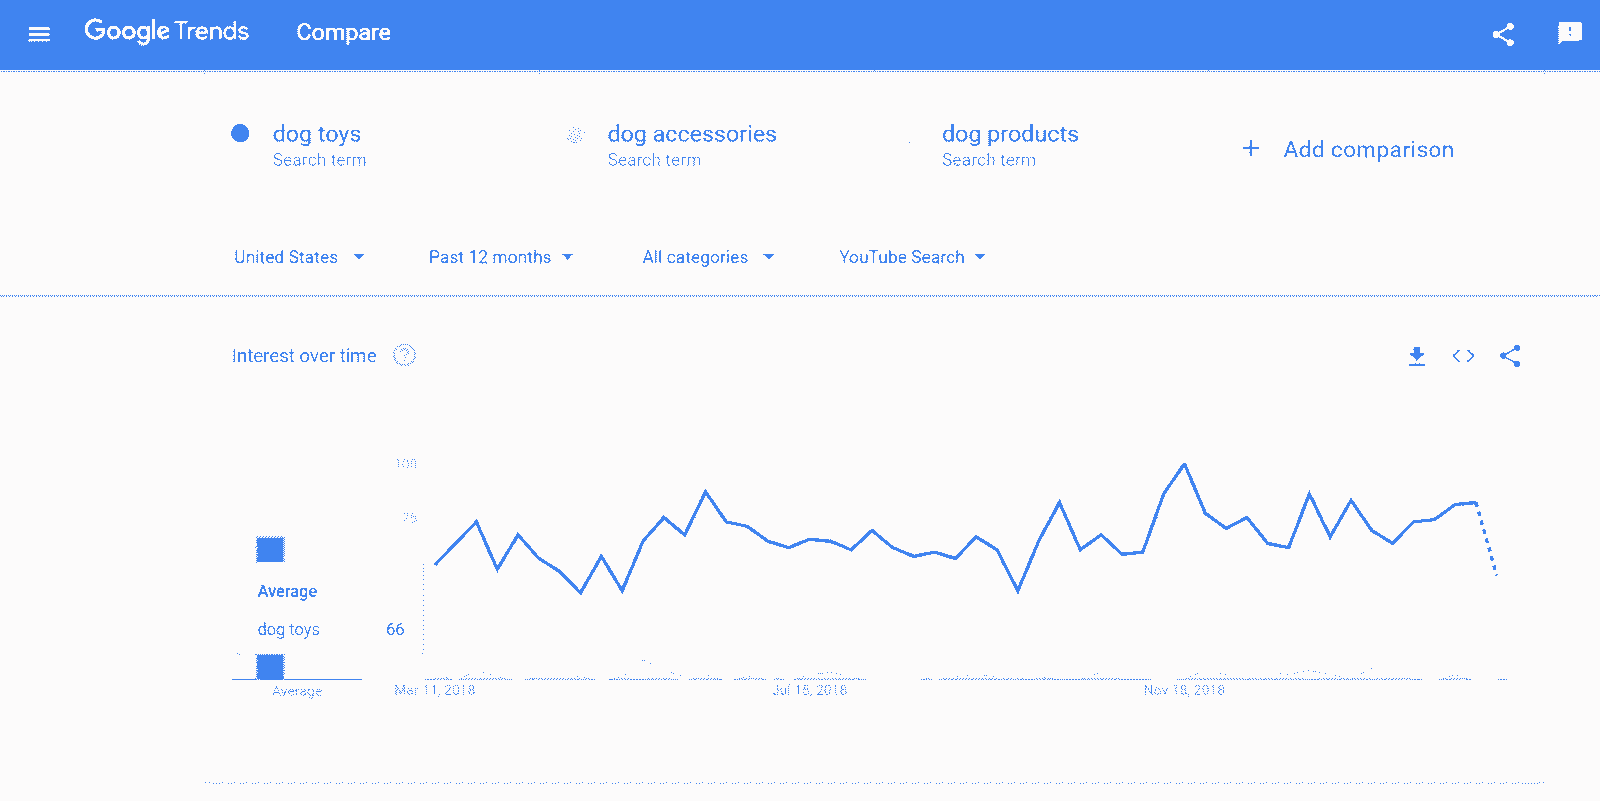 Google Trends Compare
dog toys
Search term
dog accessories
Search term
dog products
Search term
+ Add comparison
United States
Past 12 months
All categories
YouTube Search
Interest over time
100
75
Average
dog toys 66
Average
Mar 11, 2018
Jul 15, 2018
Nov 18, 2018